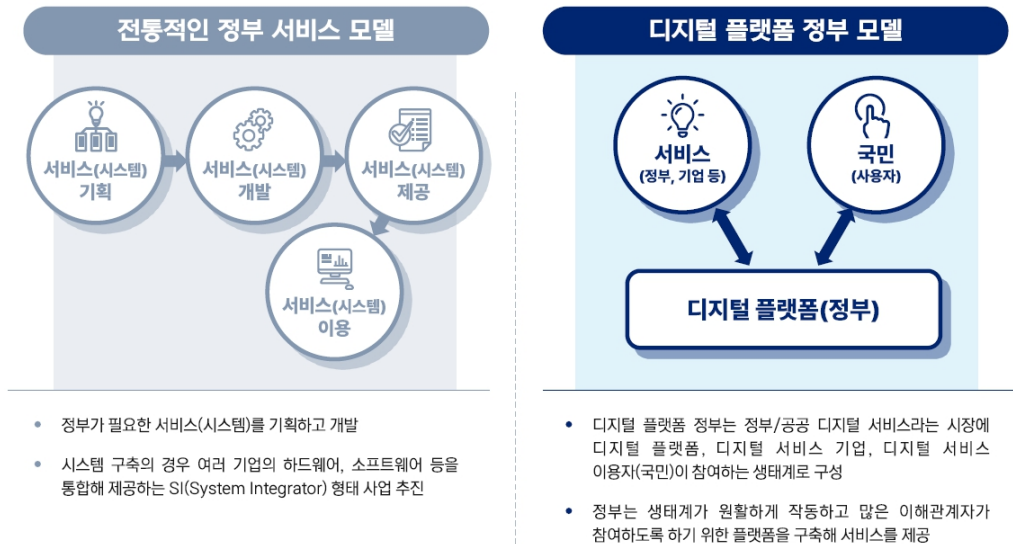 전통적인 정부 서비스 모델
서비스(시스템)
기획
서비스(시스템)
개발
서비스(시스템)
제공
서비스(시스템)
이용
• 정부가 필요한 서비스(시스템)를 기획하고 개발
• 시스템 구축의 경우 여러 기업의 하드웨어, 소프트웨어 등을
통합해 제공하는 SI(System Integrator) 형태 사업 추진
디지털 플랫폼 정부 모델
서비스
(정부, 기업 등)
국민
(사용자)
디지털 플랫폼(정부)
• 디지털 플랫폼 정부는 정부/공공 디지털 서비스라는 시장에
디지털 플랫폼, 디지털 서비스 기업, 디지털 서비스
이용자(국민)이 참여하는 생태계로 구성
• 정부는 생태계가 원활하게 작동하고 많은 이해관계자가
참여하도록 하기 위한 플랫폼을 구축해 서비스를 제공